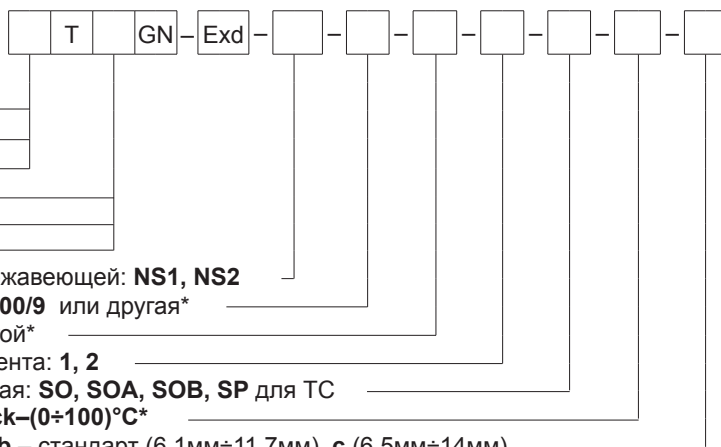 T GN – Exd – – – – – – –
жавеющей: NS1, NS2
00/9 или другая*
ой*
ента: 1, 2
ая: SO, SOA, SOB, SP для ТС
ck–(0÷100)°C*
b – стандарт (6,1мм÷11,7мм), c (6,5мм÷14мм)